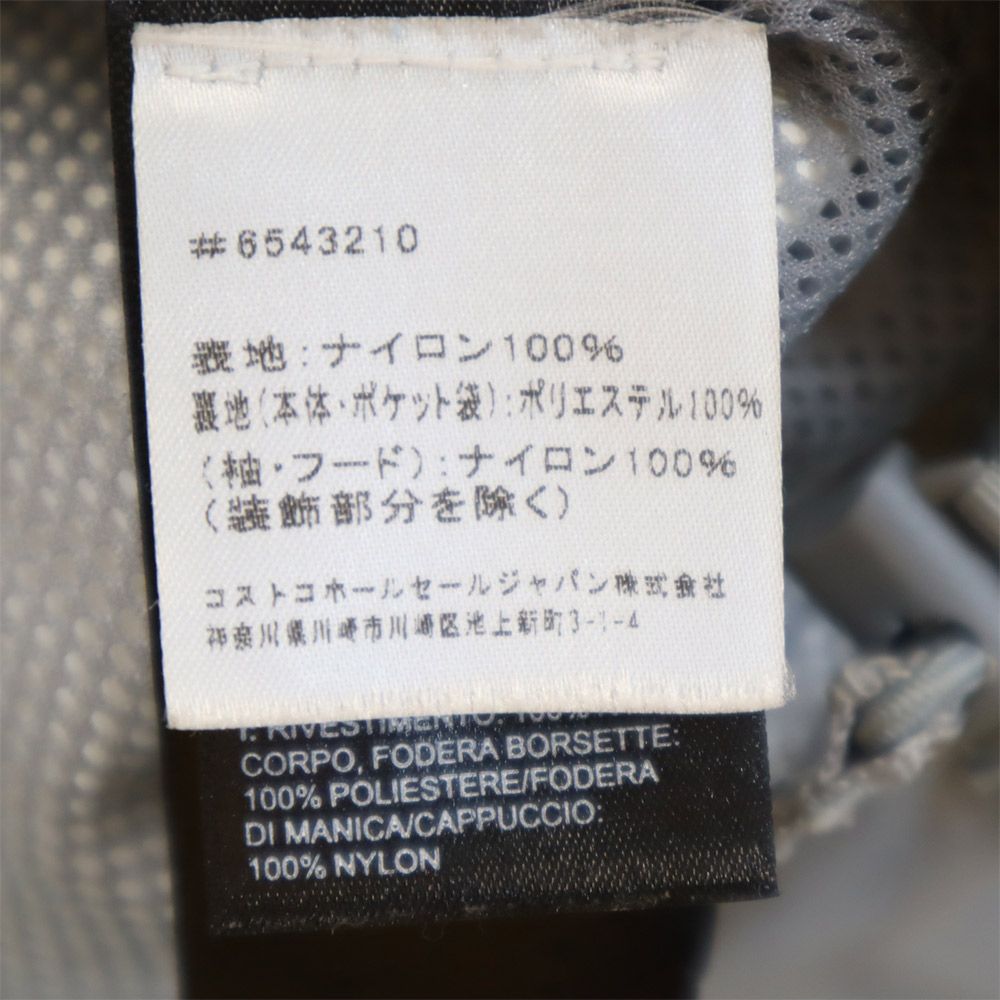 #6543210
表地:ナイロン100%
裏地(本体・ポケット袋):ポリエステル100%
(袖・フード):ナイロン100%
(装飾部分を除く)
コストコホールセールジャパン株式会社
神奈川県川崎市川崎区池上新町3-1-4
I: RIVESTIMENTO: 100%
CORPO, FODERA BORSETTE:
100% POLIESTERE/FODERA
DI MANICA/CAPPUCCIO:
100% NYLON